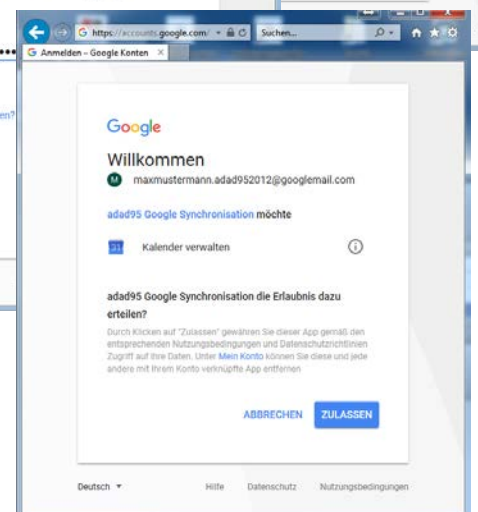 https://accounts.google.com/
Suchen...
Anmelden – Google Konten
en?
Google
Willkommen
M
maxmustermann.adad952012@googlemail.com
adad95 Google Synchronisation möchte
31
Kalender verwalten
adad95 Google Synchronisation die Erlaubnis dazu
erteilen?
Durch Klicken auf "Zulassen" gewähren Sie dieser App gemäß den
entsprechenden Nutzungsbedingungen und Datenschutzrichtlinien
Zugriff auf Ihre Daten. Unter Mein Konto können Sie diese und jede
andere mit Ihrem Konto verknüpfte App entfernen
ABBRECHEN
ZULASSEN
Deutsch
Hilfe
Datenschutz
Nutzungsbedingungen